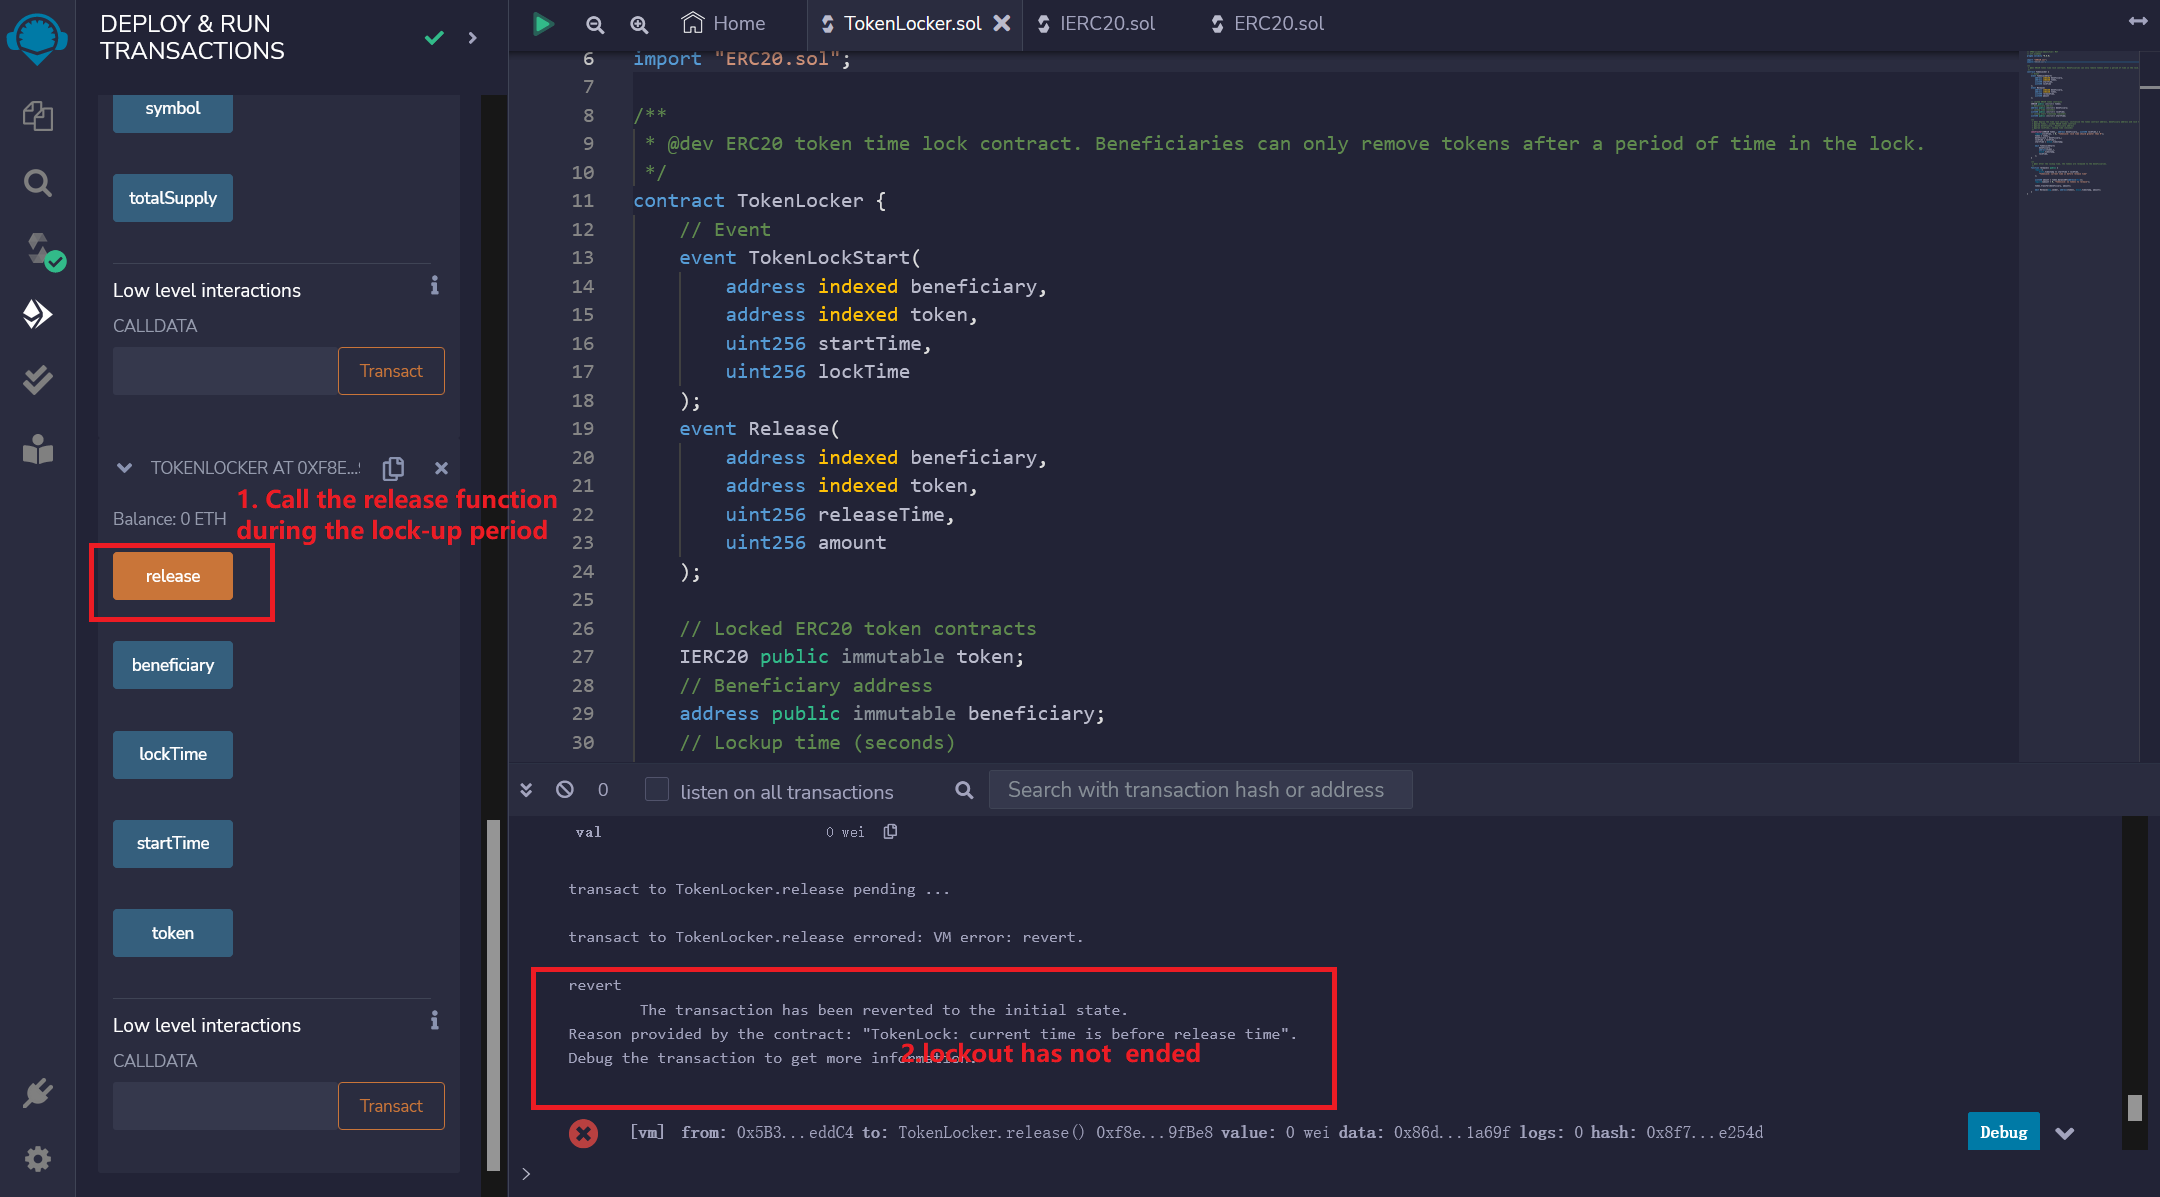 DEPLOY & RUN
TRANSACTIONS
symbol
totalSupply
Low level interactions
CALLDATA
Transact
TOKENLOCKER AT 0XF8E...
Balance: 0 ETH
1. Call the release function
during the lock-up period
release
beneficiary
lockTime
startTime
token
Low level interactions
CALLDATA
Transact
Home
TokenLocker.sol
IERC20.sol
ERC20.sol
6 import "ERC20.sol";
7
8 /**
9 * @dev ERC20 token time lock contract. Beneficiaries can only remove tokens after a period of time in the lock.
10 */
11 contract TokenLocker {
12 // Event
13 event TokenLockStart(
14 address indexed beneficiary,
15 address indexed token,
16 uint256 startTime,
17 uint256 lockTime
18 );
19 event Release(
20 address indexed beneficiary,
21 address indexed token,
22 uint256 releaseTime,
23 uint256 amount
24 );
25
26 // Locked ERC20 token contracts
27 IERC20 public immutable token;
28 // Beneficiary address
29 address public immutable beneficiary;
30 // Lockup time (seconds)
0
listen on all transactions
Search with transaction hash or address
val 0 wei
transact to TokenLocker.release pending ...
transact to TokenLocker.release errored: VM error: revert.
revert
The transaction has been reverted to the initial state.
Reason provided by the contract: "TokenLock: current time is before release time".
Debug the transaction to get more information.
2.lockout has not ended
[vm] from: 0x5B3...eddC4 to: TokenLocker.release() 0xf8e...9fBe8 value: 0 wei data: 0x86d...1a69f logs: 0 hash: 0x8f7...e254d
Debug
>